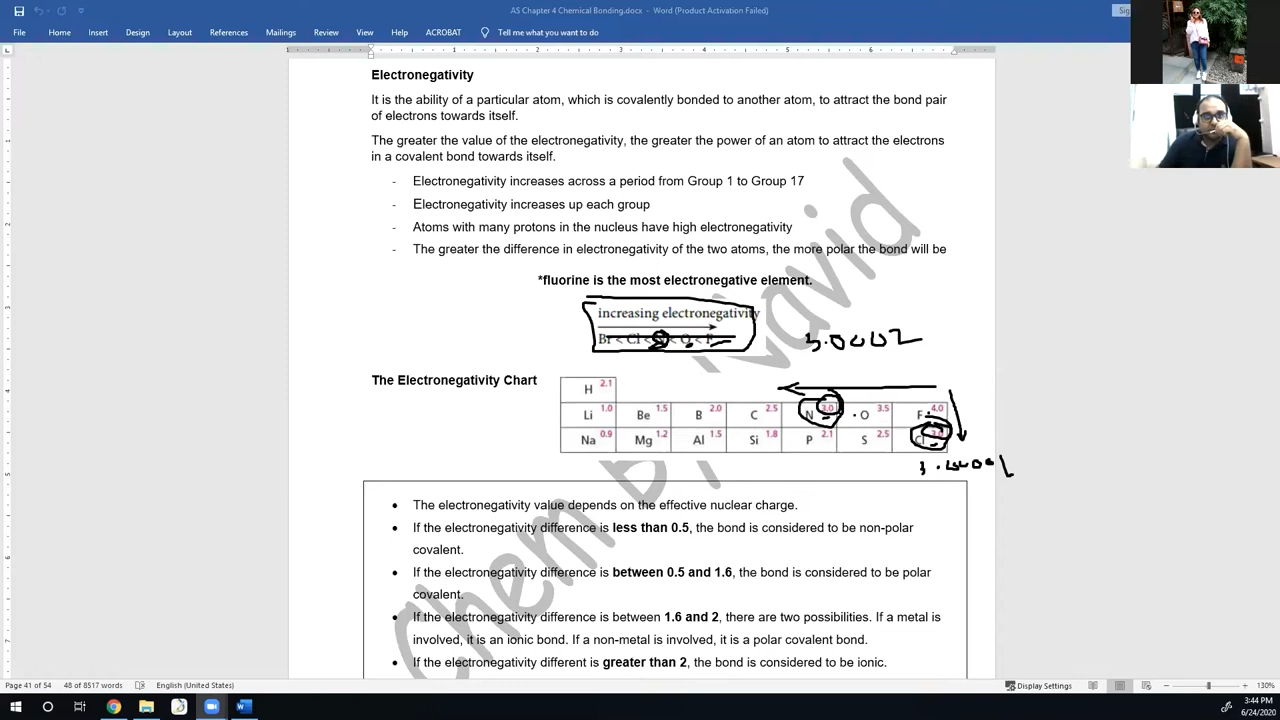 AS Chapter 4 Chemical Bonding.docx - Word (Product Activation Failed)
File Home Insert Design Layout References Mailings Review View Help ACROBAT Tell me what you want to do
Electronegativity
It is the ability of a particular atom, which is covalently bonded to another atom, to attract the bond pair
of electrons towards itself.
The greater the value of the electronegativity, the greater the power of an atom to attract the electrons
in a covalent bond towards itself.
- Electronegativity increases across a period from Group 1 to Group 17
- Electronegativity increases up each group
- Atoms with many protons in the nucleus have high electronegativity
- The greater the difference in electronegativity of the two atoms, the more polar the bond will be
*fluorine is the most electronegative element.
increasing electronegativity
Br < Cl < N < O < F
3.0002
The Electronegativity Chart
H 2.1
Li 1.0 Be 1.5 B 2.0 C 2.5 N 3.0 O 3.5 F 4.0
Na 0.9 Mg 1.2 Al 1.5 Si 1.8 P 2.1 S 2.5 Cl
Chem By David
• The electronegativity value depends on the effective nuclear charge.
• If the electronegativity difference is less than 0.5, the bond is considered to be non-polar
covalent.
• If the electronegativity difference is between 0.5 and 1.6, the bond is considered to be polar
covalent.
• If the electronegativity difference is between 1.6 and 2, there are two possibilities. If a metal is
involved, it is an ionic bond. If a non-metal is involved, it is a polar covalent bond.
• If the electronegativity different is greater than 2, the bond is considered to be ionic.
Page 41 of 54 48 of 8517 words English (United States) Display Settings 130%
3:44 PM
6/24/2020